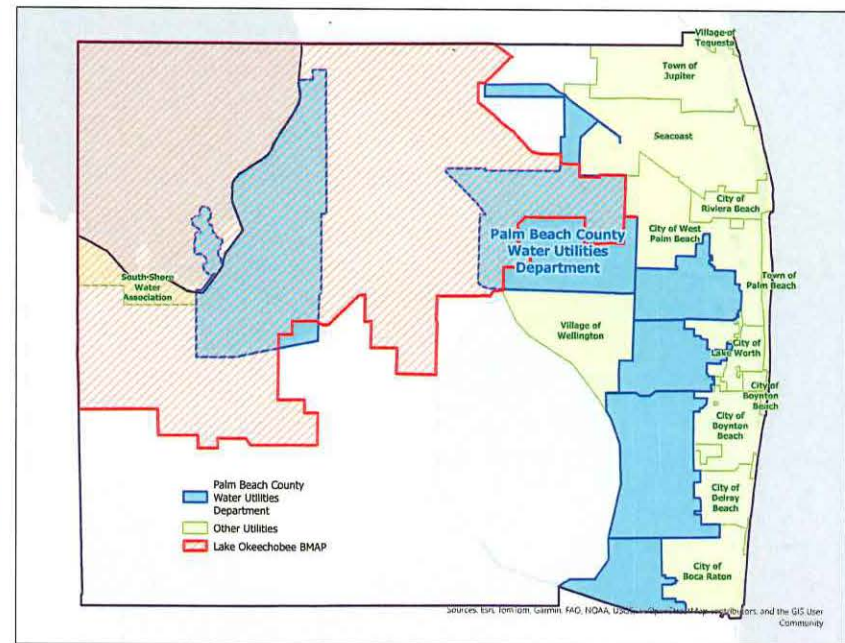 Village of
Tequesta
Town of
Jupiter
Seacoast
City of
Riviera Beach
City of West
Palm Beach
Palm Beach County
Water Utilities
Department
Town of
Palm Beach
South Shore
Water
Association
Village of
Wellington
City of
Lake Worth
City of
Boynton
Beach
City of
Boynton
Beach
City of
Delray
Beach
City of
Boca Raton
Palm Beach County
Water Utilities
Department
Other Utilities
Lake Okeechobee BMAP
Sources: Esri, TomTom, Garmin, FAO, NOAA, USGS, OpenStreetMap contributors, and the GIS User
Community